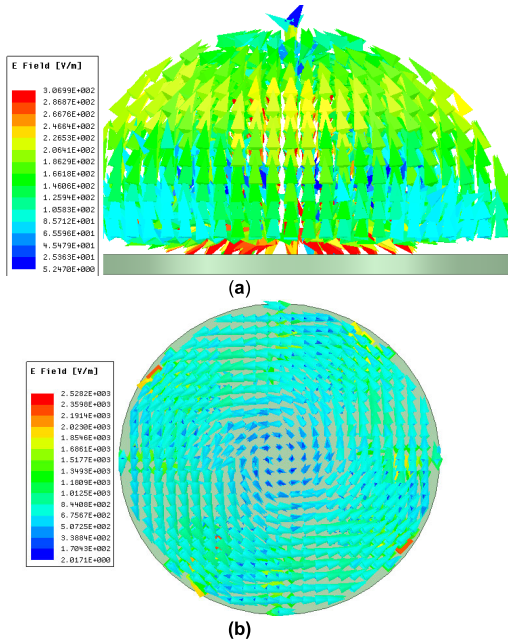 E Field [V/m]
3.0699E+002
2.8687E+002
2.6676E+002
2.4664E+002
2.2653E+002
2.0641E+002
1.8629E+002
1.6618E+002
1.4606E+002
1.2594E+002
1.0583E+002
8.5712E+001
6.5596E+001
4.5479E+001
2.5363E+001
5.2470E+000
(a)
E Field [V/m]
2.5282E+003
2.3598E+003
2.1914E+003
2.0230E+003
1.8546E+003
1.6861E+003
1.5177E+003
1.3493E+003
1.1809E+003
1.0125E+003
8.4408E+002
6.7567E+002
5.0725E+002
3.3884E+002
1.7043E+002
2.0171E+000
(b)